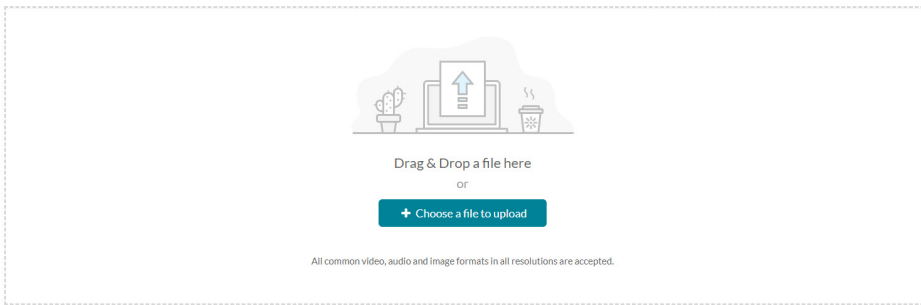 Drag & Drop a file here
or
+ Choose a file to upload
All common video, audio and image formats in all resolutions are accepted.